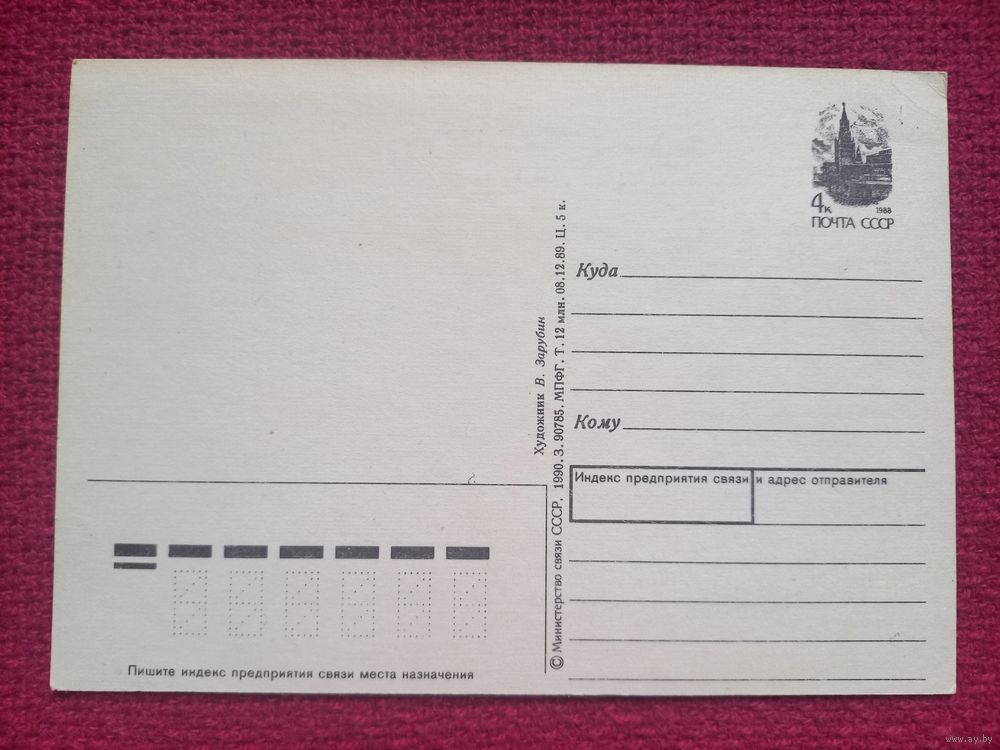 4к
1988
ПОЧТА СССР
Куда
Кому
Индекс предприятия связи и адрес отправителя
Художник В. Зарубин
© Министерство связи СССР. 1990. З. 90785. МПФГ. Т. 12 млн. 08.12.89. Ц. 5 к.
Пишите индекс предприятия связи места назначения
www.ay.by